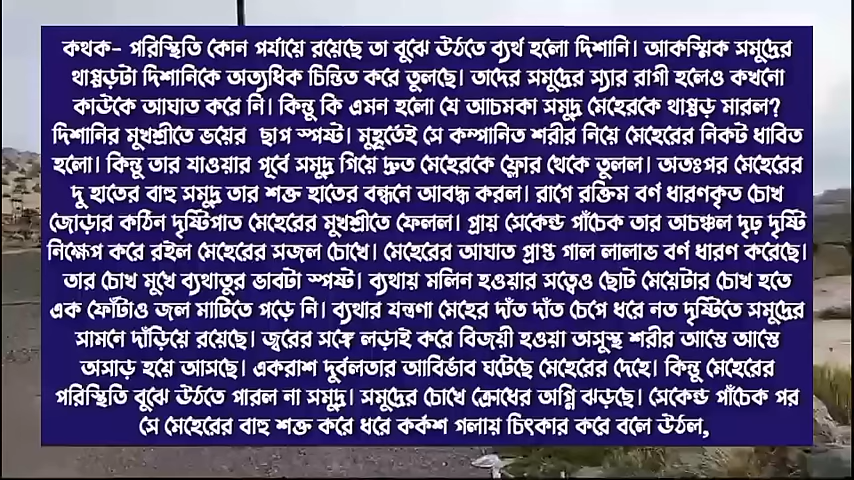 কথক- পরিস্থিতি কোন পর্যায়ে রয়েছে তা বুঝে উঠতে ব্যর্থ হলো দিশানি। আকস্মিক সমুদ্রের
থাপ্পড়টা দিশানিকে অত্যধিক চিন্তিত করে তুলছে। তাদের সমুদ্রের স্যার রাগী হলেও কখনো
কাউকে আঘাত করে নি। কিন্তু কি এমন হলো যে আচমকা সমুদ্র মেহেরকে থাপ্পড় মারল?
দিশানির মুখশ্রীতে ভয়ের ছাপ স্পষ্ট। মুহূর্তেই সে কম্পানিত শরীর নিয়ে মেহেরের নিকট ধাবিত
হলো। কিন্তু তার যাওয়ার পূর্বে সমুদ্র গিয়ে দ্রুত মেহেরকে ফ্লোর থেকে তুলল। অতঃপর মেহেরের
দু হাতের বাহু সমুদ্র তার শক্ত হাতের বন্ধনে আবদ্ধ করল। রাগে রক্তিম বর্ণ ধারণকৃত চোখ
জোড়ার কঠিন দৃষ্টিপাত মেহেরের মুখশ্রীতে ফেলল। প্রায় সেকেন্ড পাঁচেক তার অচঞ্চল দৃঢ় দৃষ্টি
নিক্ষেপ করে রইল মেহেরের সজল চোখে। মেহেরের আঘাত প্রাপ্ত গাল লালাভ বর্ণ ধারণ করেছে।
তার চোখ মুখে ব্যথাতুর ভাবটা স্পষ্ট। ব্যথায় মলিন হওয়ার সত্বেও ছোট মেয়েটার চোখ হতে
এক ফোঁটাও জল মাটিতে পড়ে নি। ব্যথার যন্তণা মেহের দাঁত দাঁত চেপে ধরে নত দৃষ্টিতে সমুদ্রের
সামনে দাঁড়িয়ে রয়েছে। জ্বরের সঙ্গে লড়াই করে বিজয়ী হওয়া অসুস্থ শরীর আস্তে আস্তে
অসাড় হয়ে আসছে। একরাশ দুর্বলতার আবির্ভাব ঘটেছে মেহেরের দেহে। কিন্তু মেহেরের
পরিস্থিতি বুঝে উঠতে পারল না সমুদ্র। সমুদ্রের চোখে ক্রোধের অগ্নি ঝড়ছে। সেকেন্ড পাঁচেক পর
সে মেহেরের বাহু শক্ত করে ধরে কর্কশ গলায় চিৎকার করে বলে উঠল,